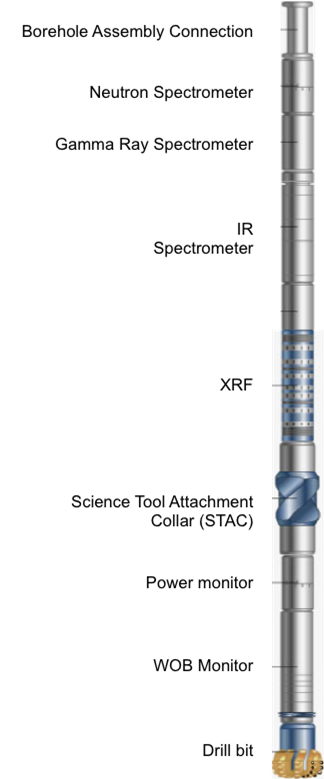 Borehole Assembly Connection
Neutron Spectrometer
Gamma Ray Spectrometer
IR
Spectrometer
XRF
Science Tool Attachment
Collar (STAC)
Power monitor
WOB Monitor
Drill bit